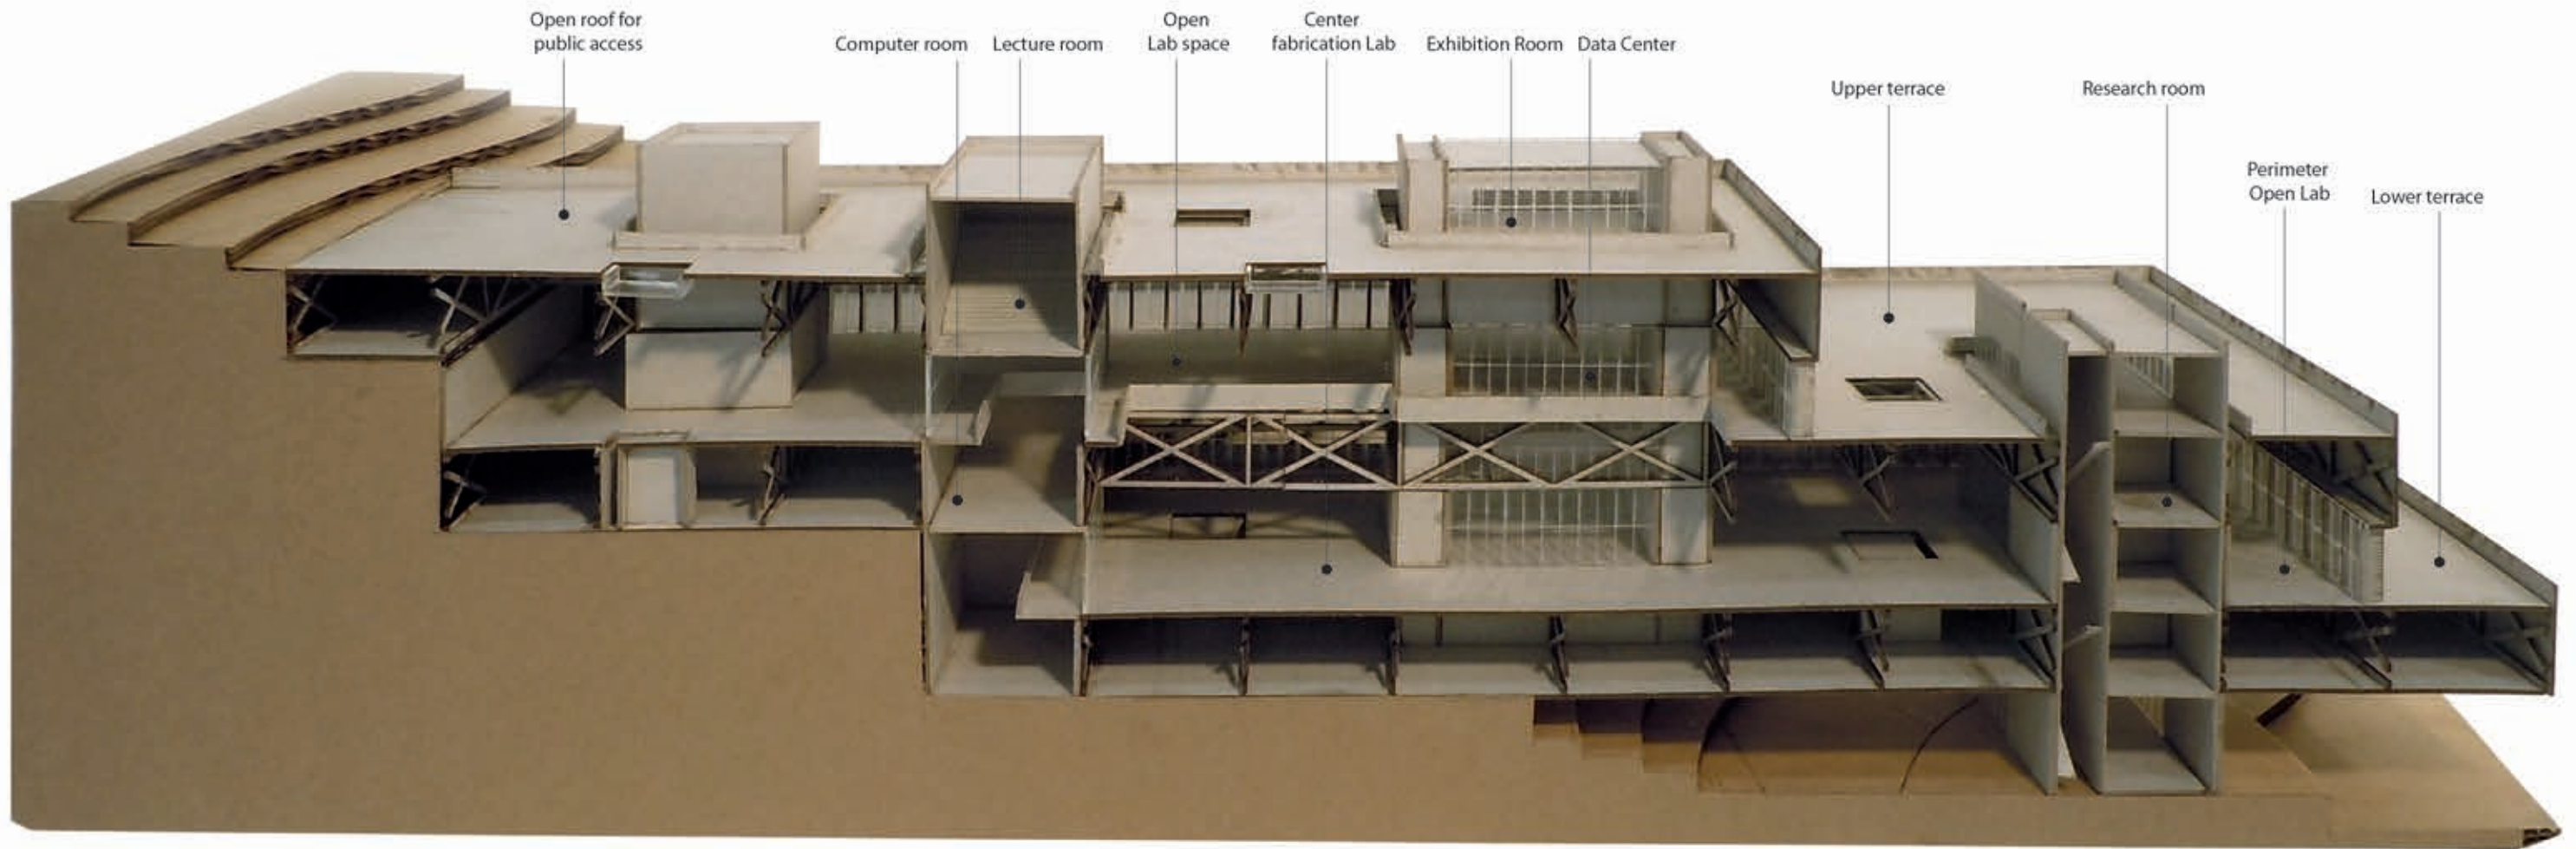 Open roof for
public access
Computer room
Lecture room
Open
Lab space
Center
fabrication Lab
Exhibition Room
Data Center
Upper terrace
Research room
Perimeter
Open Lab
Lower terrace